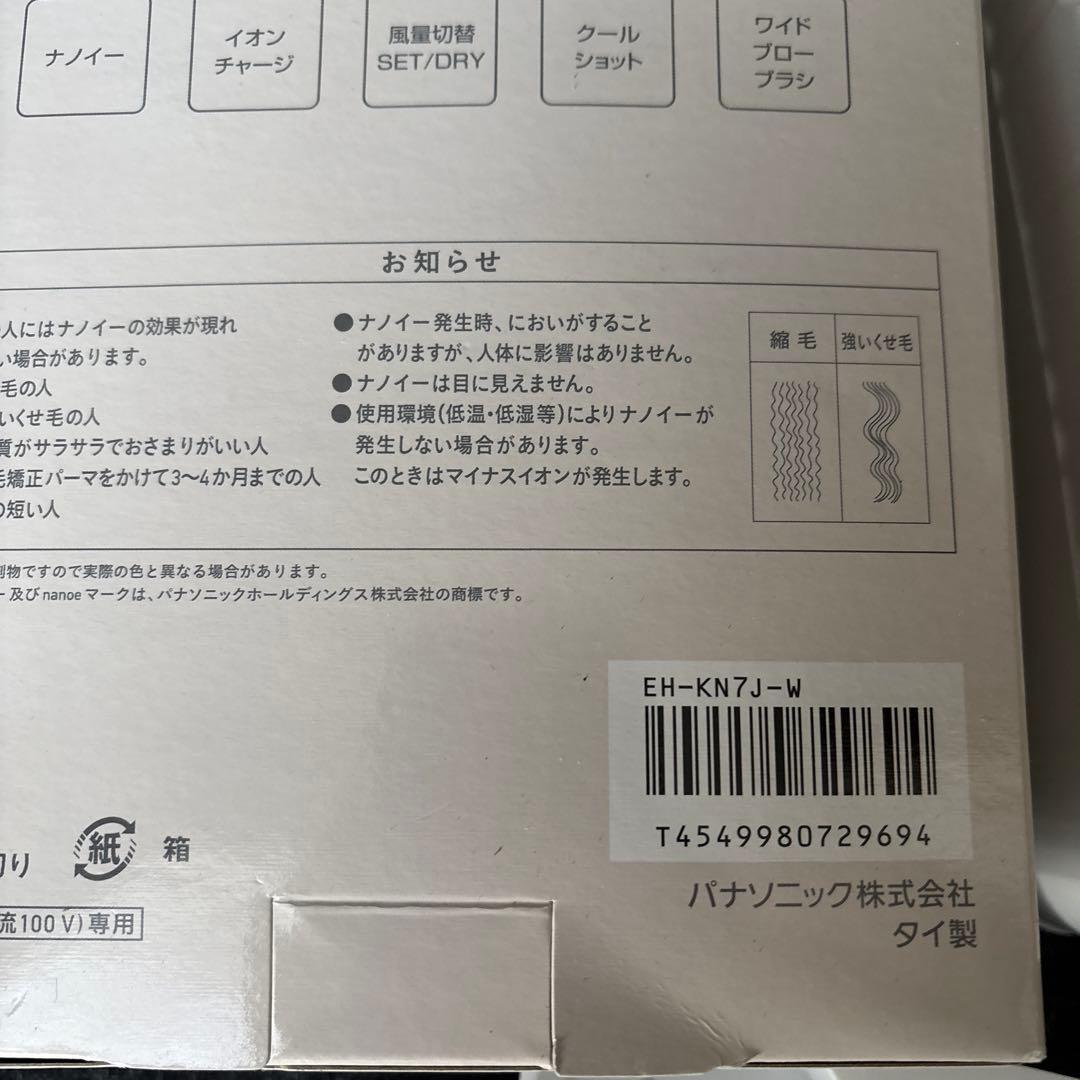 ナノイー
イオン
チャージ
風量切替
SET/DRY
クール
ショット
ワイド
ブロー
ブラシ
お知らせ
人にはナノイーの効果が現れ
い場合があります。
毛の人
いくせ毛の人
質がサラサラでおさまりがいい人
毛矯正パーマをかけて3〜4か月までの人
の短い人
●ナノイー発生時、においがすること
がありますが、人体に影響はありません。
●ナノイーは目に見えません。
●使用環境(低温・低湿等)によりナノイーが
発生しない場合があります。
このときはマイナスイオンが発生します。
縮毛
強いくせ毛
刷物ですので実際の色と異なる場合があります。
ー及びnanoeマークは、パナソニックホールディングス株式会社の商標です。
EH-KN7J-W
T4549980729694
パナソニック株式会社
タイ製
切り
紙
箱
流100V)専用